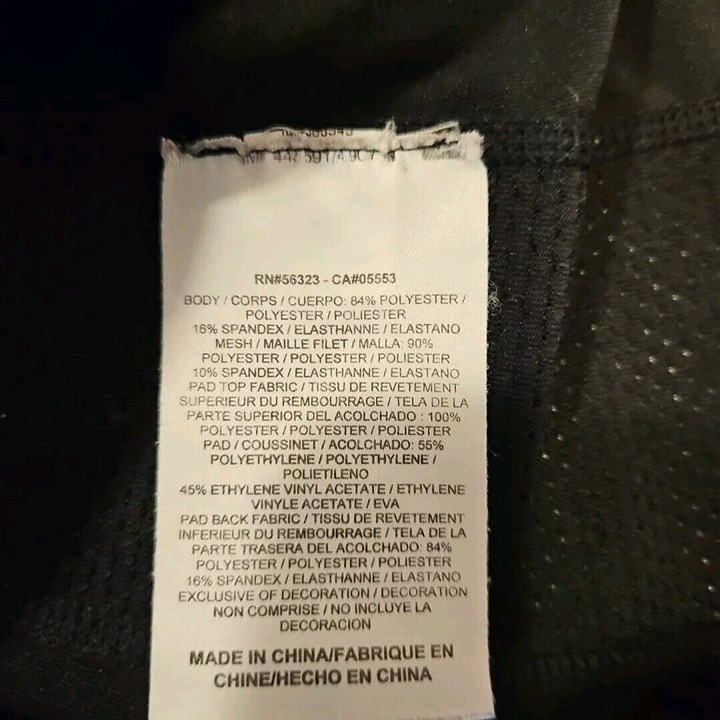 RN#56323 - CA#05553
BODY / CORPS / CUERPO: 84% POLYESTER /
POLYESTER / POLIESTER
16% SPANDEX / ELASTHANNE / ELASTANO
MESH / MAILLE FILET / MALLA: 90%
POLYESTER / POLYESTER / POLIESTER
10% SPANDEX / ELASTHANNE / ELASTANO
PAD TOP FABRIC / TISSU DE REVETEMENT
SUPERIEUR DU REMBOURRAGE / TELA DE LA
PARTE SUPERIOR DEL ACOLCHADO : 100%
POLYESTER / POLYESTER / POLIESTER
PAD / COUSSINET / ACOLCHADO: 55%
POLYETHYLENE / POLYETHYLENE /
POLIETILENO
45% ETHYLENE VINYL ACETATE / ETHYLENE
VINYLE ACETATE / EVA
PAD BACK FABRIC / TISSU DE REVETEMENT
INFERIEUR DU REMBOURRAGE / TELA DE LA
PARTE TRASERA DEL ACOLCHADO: 84%
POLYESTER / POLYESTER / POLIESTER
16% SPANDEX / ELASTHANNE / ELASTANO
EXCLUSIVE OF DECORATION / DECORATION
NON COMPRISE / NO INCLUYE LA
DECORACION
MADE IN CHINA/FABRIQUE EN
CHINE/HECHO EN CHINA